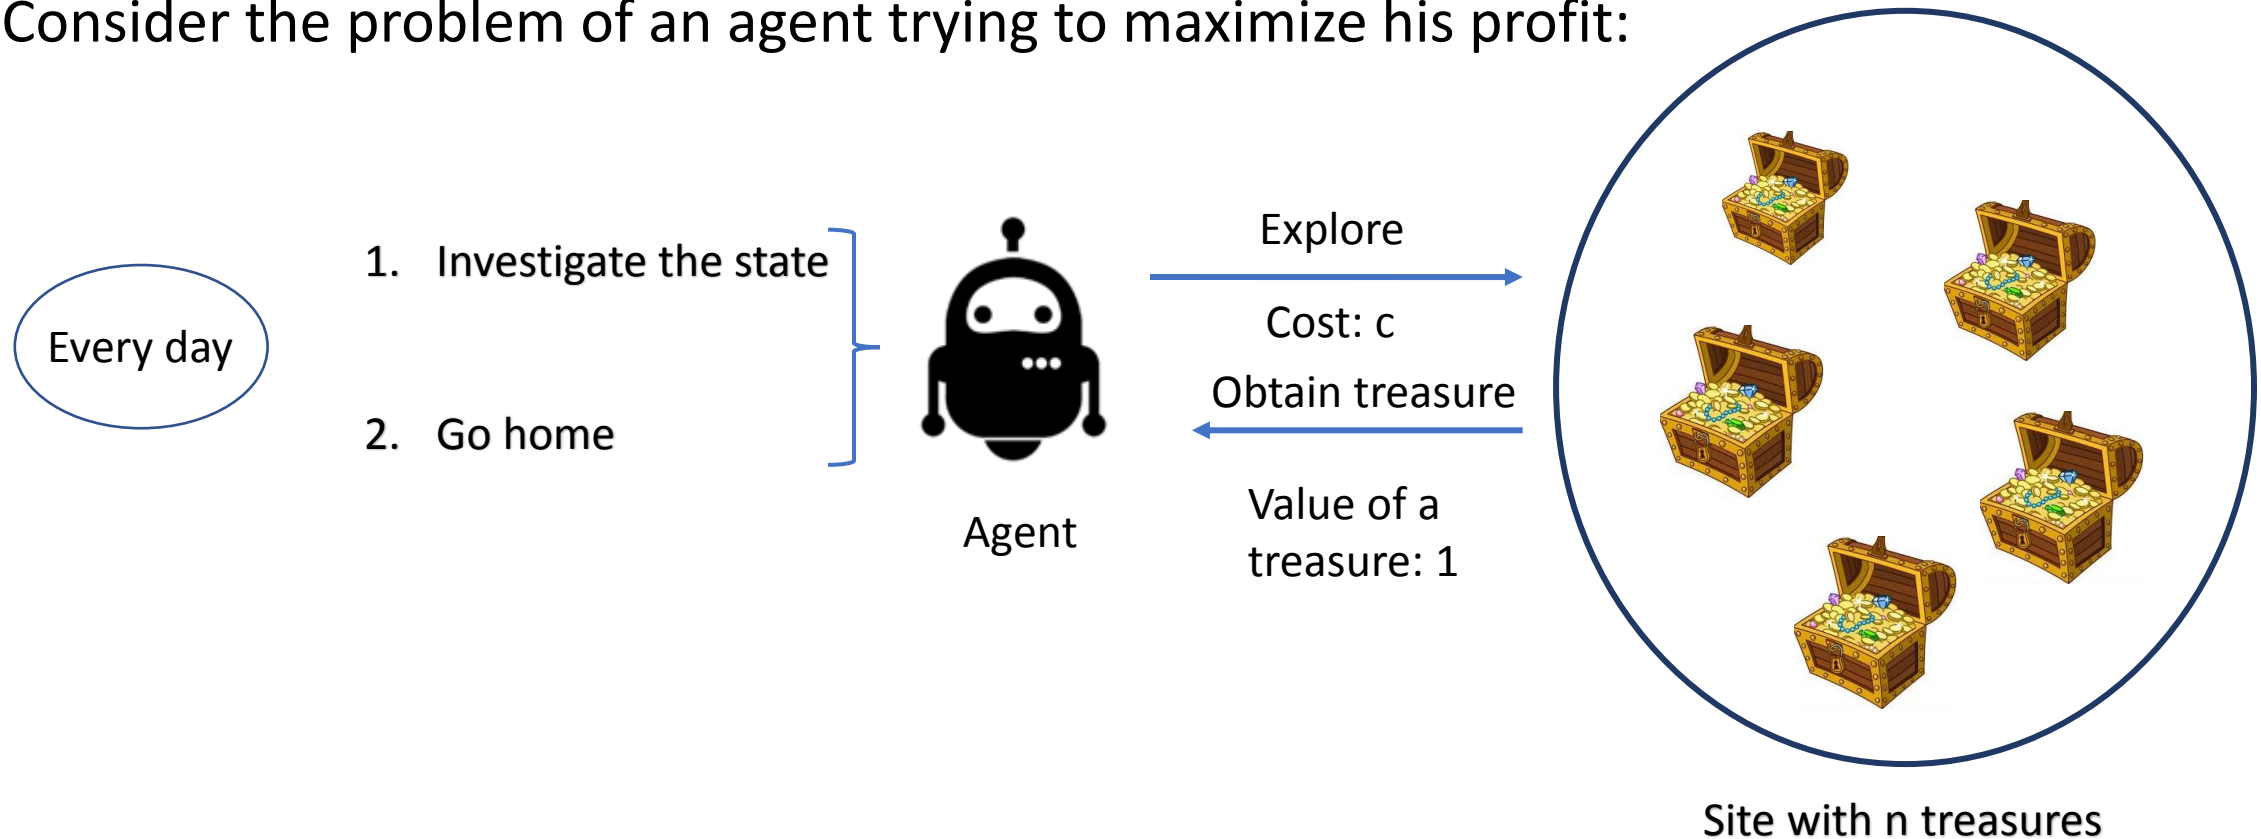 Consider the problem of an agent trying to maximize his profit:
Every day
1. Investigate the state
2. Go home
Agent
Explore
Cost: c
Obtain treasure
Value of a
treasure: 1
Site with n treasures